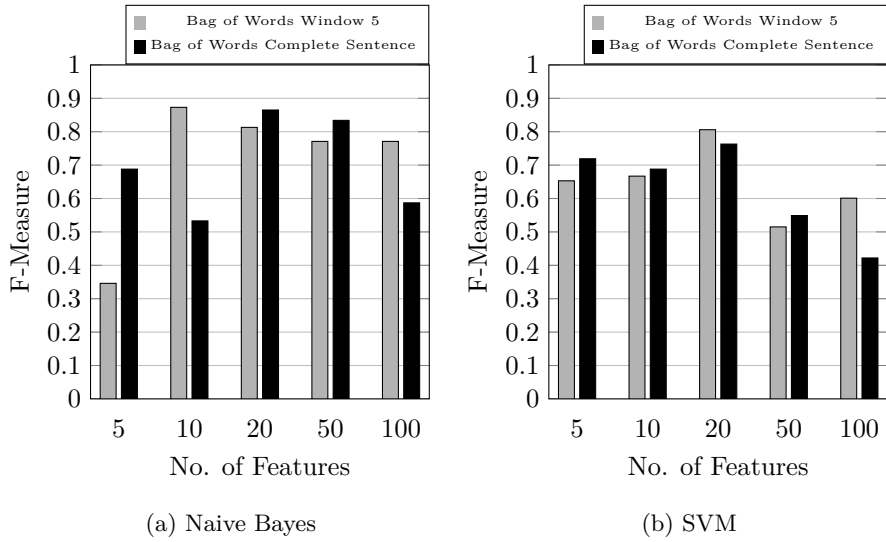 Bag of Words Window 5
Bag of Words Complete Sentence
1
0.9
0.8
0.7
0.6
0.5
0.4
0.3
0.2
0.1
0
F-Measure
5 10 20 50 100
No. of Features
(a) Naive Bayes
Bag of Words Window 5
Bag of Words Complete Sentence
1
0.9
0.8
0.7
0.6
0.5
0.4
0.3
0.2
0.1
0
F-Measure
5 10 20 50 100
No. of Features
(b) SVM